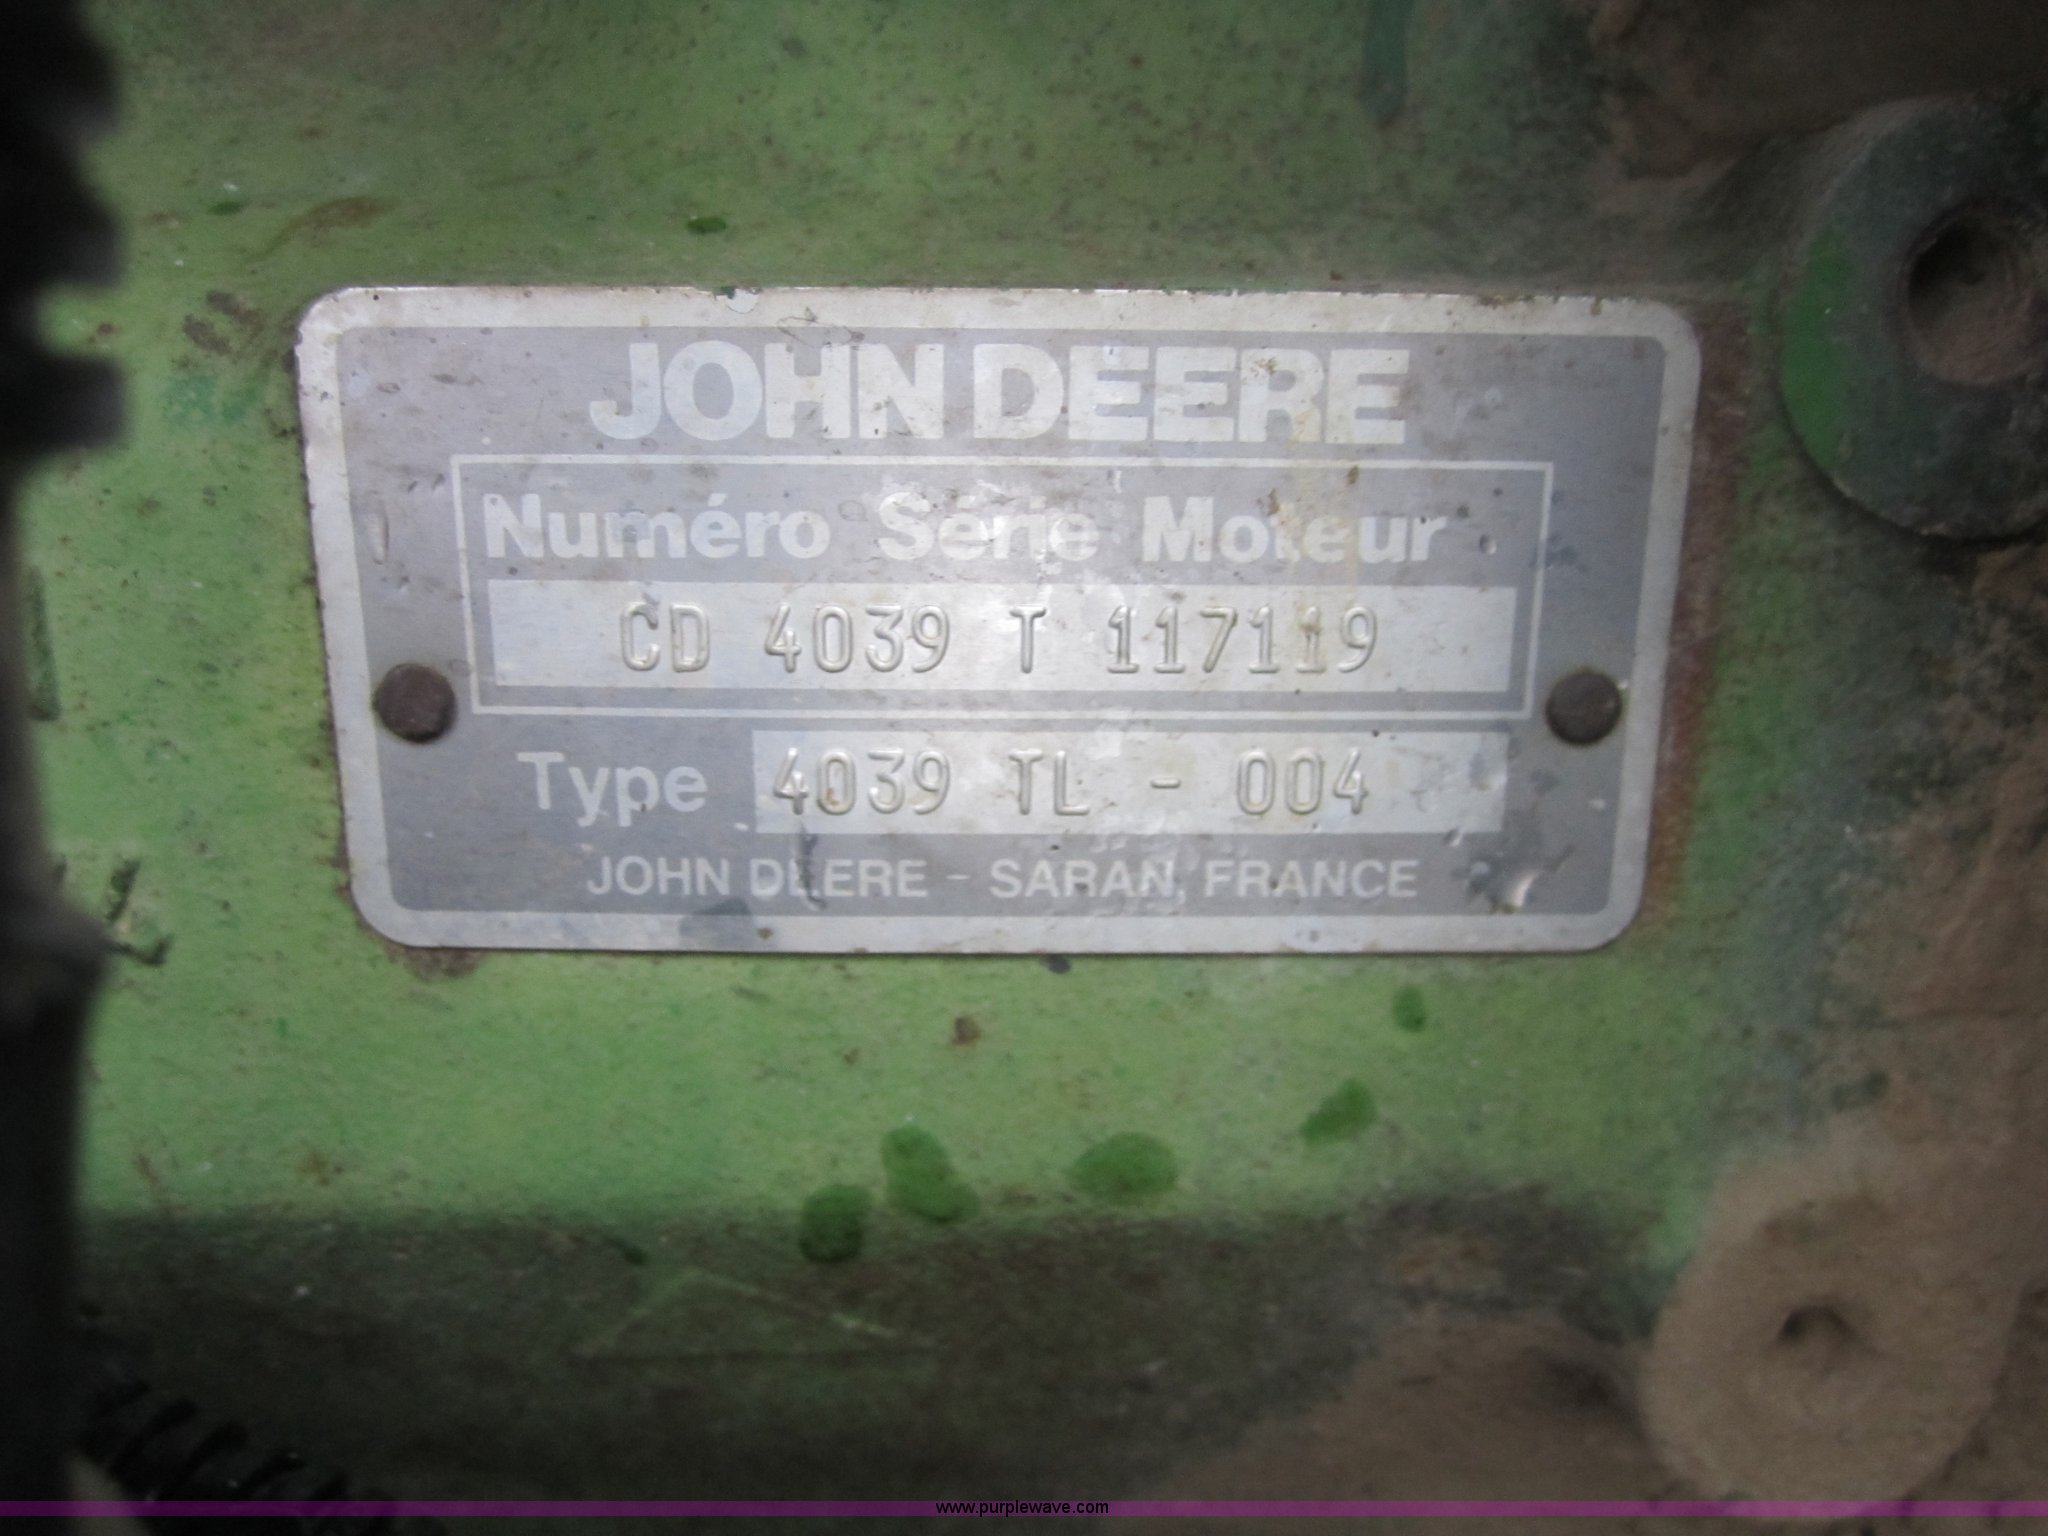 JOHN DEERE
Numéro Série Moteur
CD 4039 T 117119
Type 4039 TL - 004
JOHN DEERE - SARAN, FRANCE
www.purplewave.com